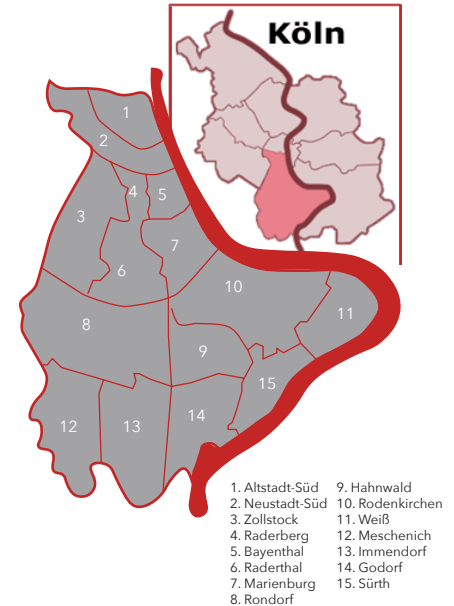 Köln
1
2
3
4
5
6
7
8
9
10
11
12
13
14
15
1. Altstadt-Süd
2. Neustadt-Süd
3. Zollstock
4. Raderberg
5. Bayenthal
6. Raderthal
7. Marienburg
8. Rondorf
9. Hahnwald
10. Rodenkirchen
11. Weiß
12. Meschenich
13. Immendorf
14. Godorf
15. Sürth